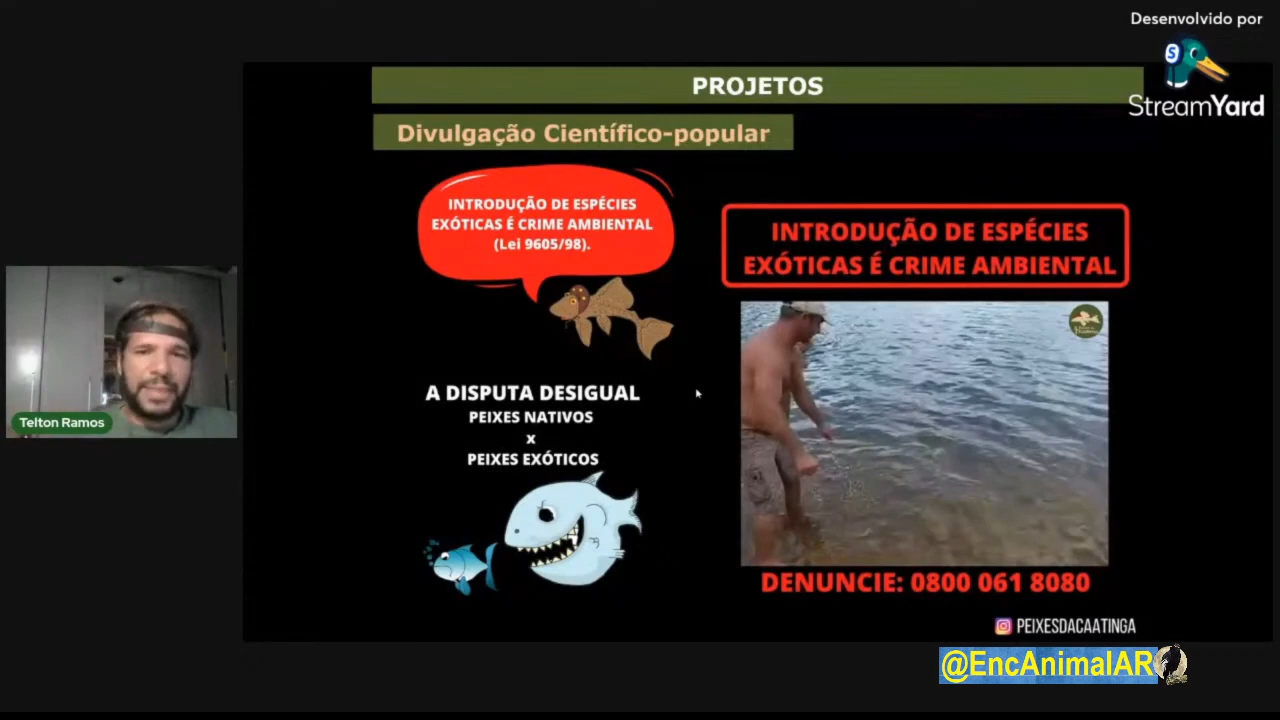 Desenvolvido por
StreamYard
PROJETOS
Divulgação Científico-popular
INTRODUÇÃO DE ESPÉCIES
EXÓTICAS É CRIME AMBIENTAL
(Lei 9605/98).
INTRODUÇÃO DE ESPÉCIES
EXÓTICAS É CRIME AMBIENTAL
A DISPUTA DESIGUAL
PEIXES NATIVOS
x
PEIXES EXÓTICOS
Telton Ramos
DENUNCIE: 0800 061 8080
PEIXESDACAATINGA
@EncAnimalAR